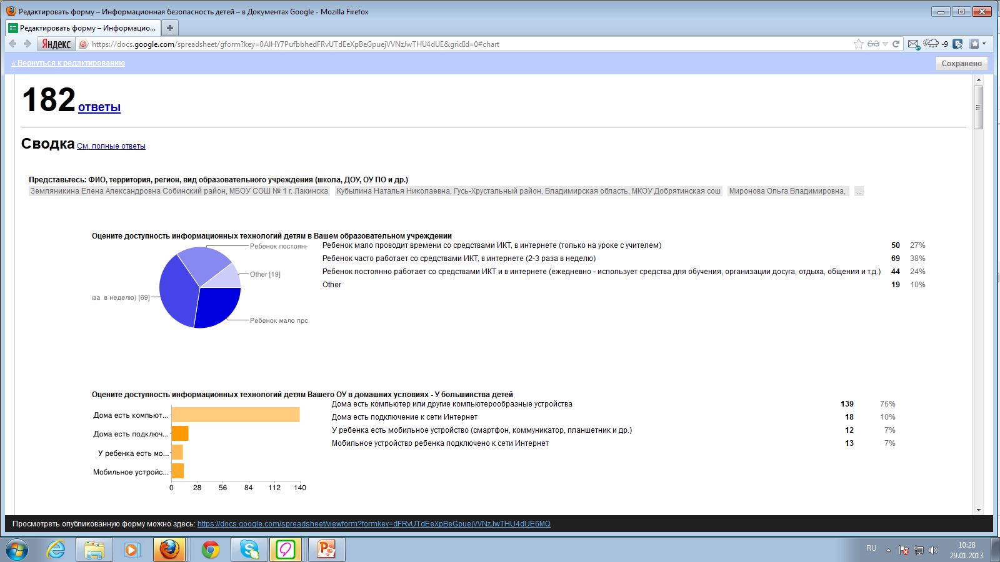 Редактировать форму – Информационная безопасность детей – в Документах Google - Mozilla Firefox
Редактировать форму – Информацио...
Яндекс
https://docs.google.com/spreadsheet/gform?key=0AlHY7PufbbhedFRvUTdEeXpBeGpuejVVNzJwTHU4dUE&gridId=0#chart
-9
« Вернуться к редактированию
Сохранено
182 ответы
Сводка См. полные ответы
Представьтесь: ФИО, территория, регион, вид образовательного учреждения (школа, ДОУ, ОУ ПО и др.)
Земляникина Елена Александровна Собинский район, МБОУ СОШ № 1 г. Лакинска Кубылина Наталья Николаевна, Гусь-Хрустальный район, Владимирская область, МКОУ Добрятинская сош Миронова Ольга Владимировна, ...
Оцените доступность информационных технологий детям в Вашем образовательном учреждении
Ребенок постоян
Other [19]
аза в неделю) [69]
Ребенок мало про
Ребенок мало проводит времени со средствами ИКТ, в интернете (только на уроке с учителем) 50 27%
Ребенок часто работает со средствами ИКТ, в интернете (2-3 раза в неделю) 69 38%
Ребенок постоянно работает со средствами ИКТ и в интернете (ежедневно - использует средства для обучения, организации досуга, отдыха, общения и т.д.) 44 24%
Other 19 10%
Оцените доступность информационных технологий детям Вашего ОУ в домашних условиях - У большинства детей
Дома есть компьют...
Дома есть подключ...
У ребенка есть мо...
Мобильное устройс...
0 28 56 84 112 140
Дома есть компьютер или другие компьютерообразные устройства 139 76%
Дома есть подключение к сети Интернет 18 10%
У ребенка есть мобильное устройство (смартфон, коммуникатор, планшетник и др.) 12 7%
Мобильное устройство ребенка подключено к сети Интернет 13 7%
Просмотреть опубликованную форму можно здесь: https://docs.google.com/spreadsheet/viewform?formkey=dFRvUTdEeXpBeGpuejVVNzJwTHU4dUE6MQ
RU
10:28
29.01.2013